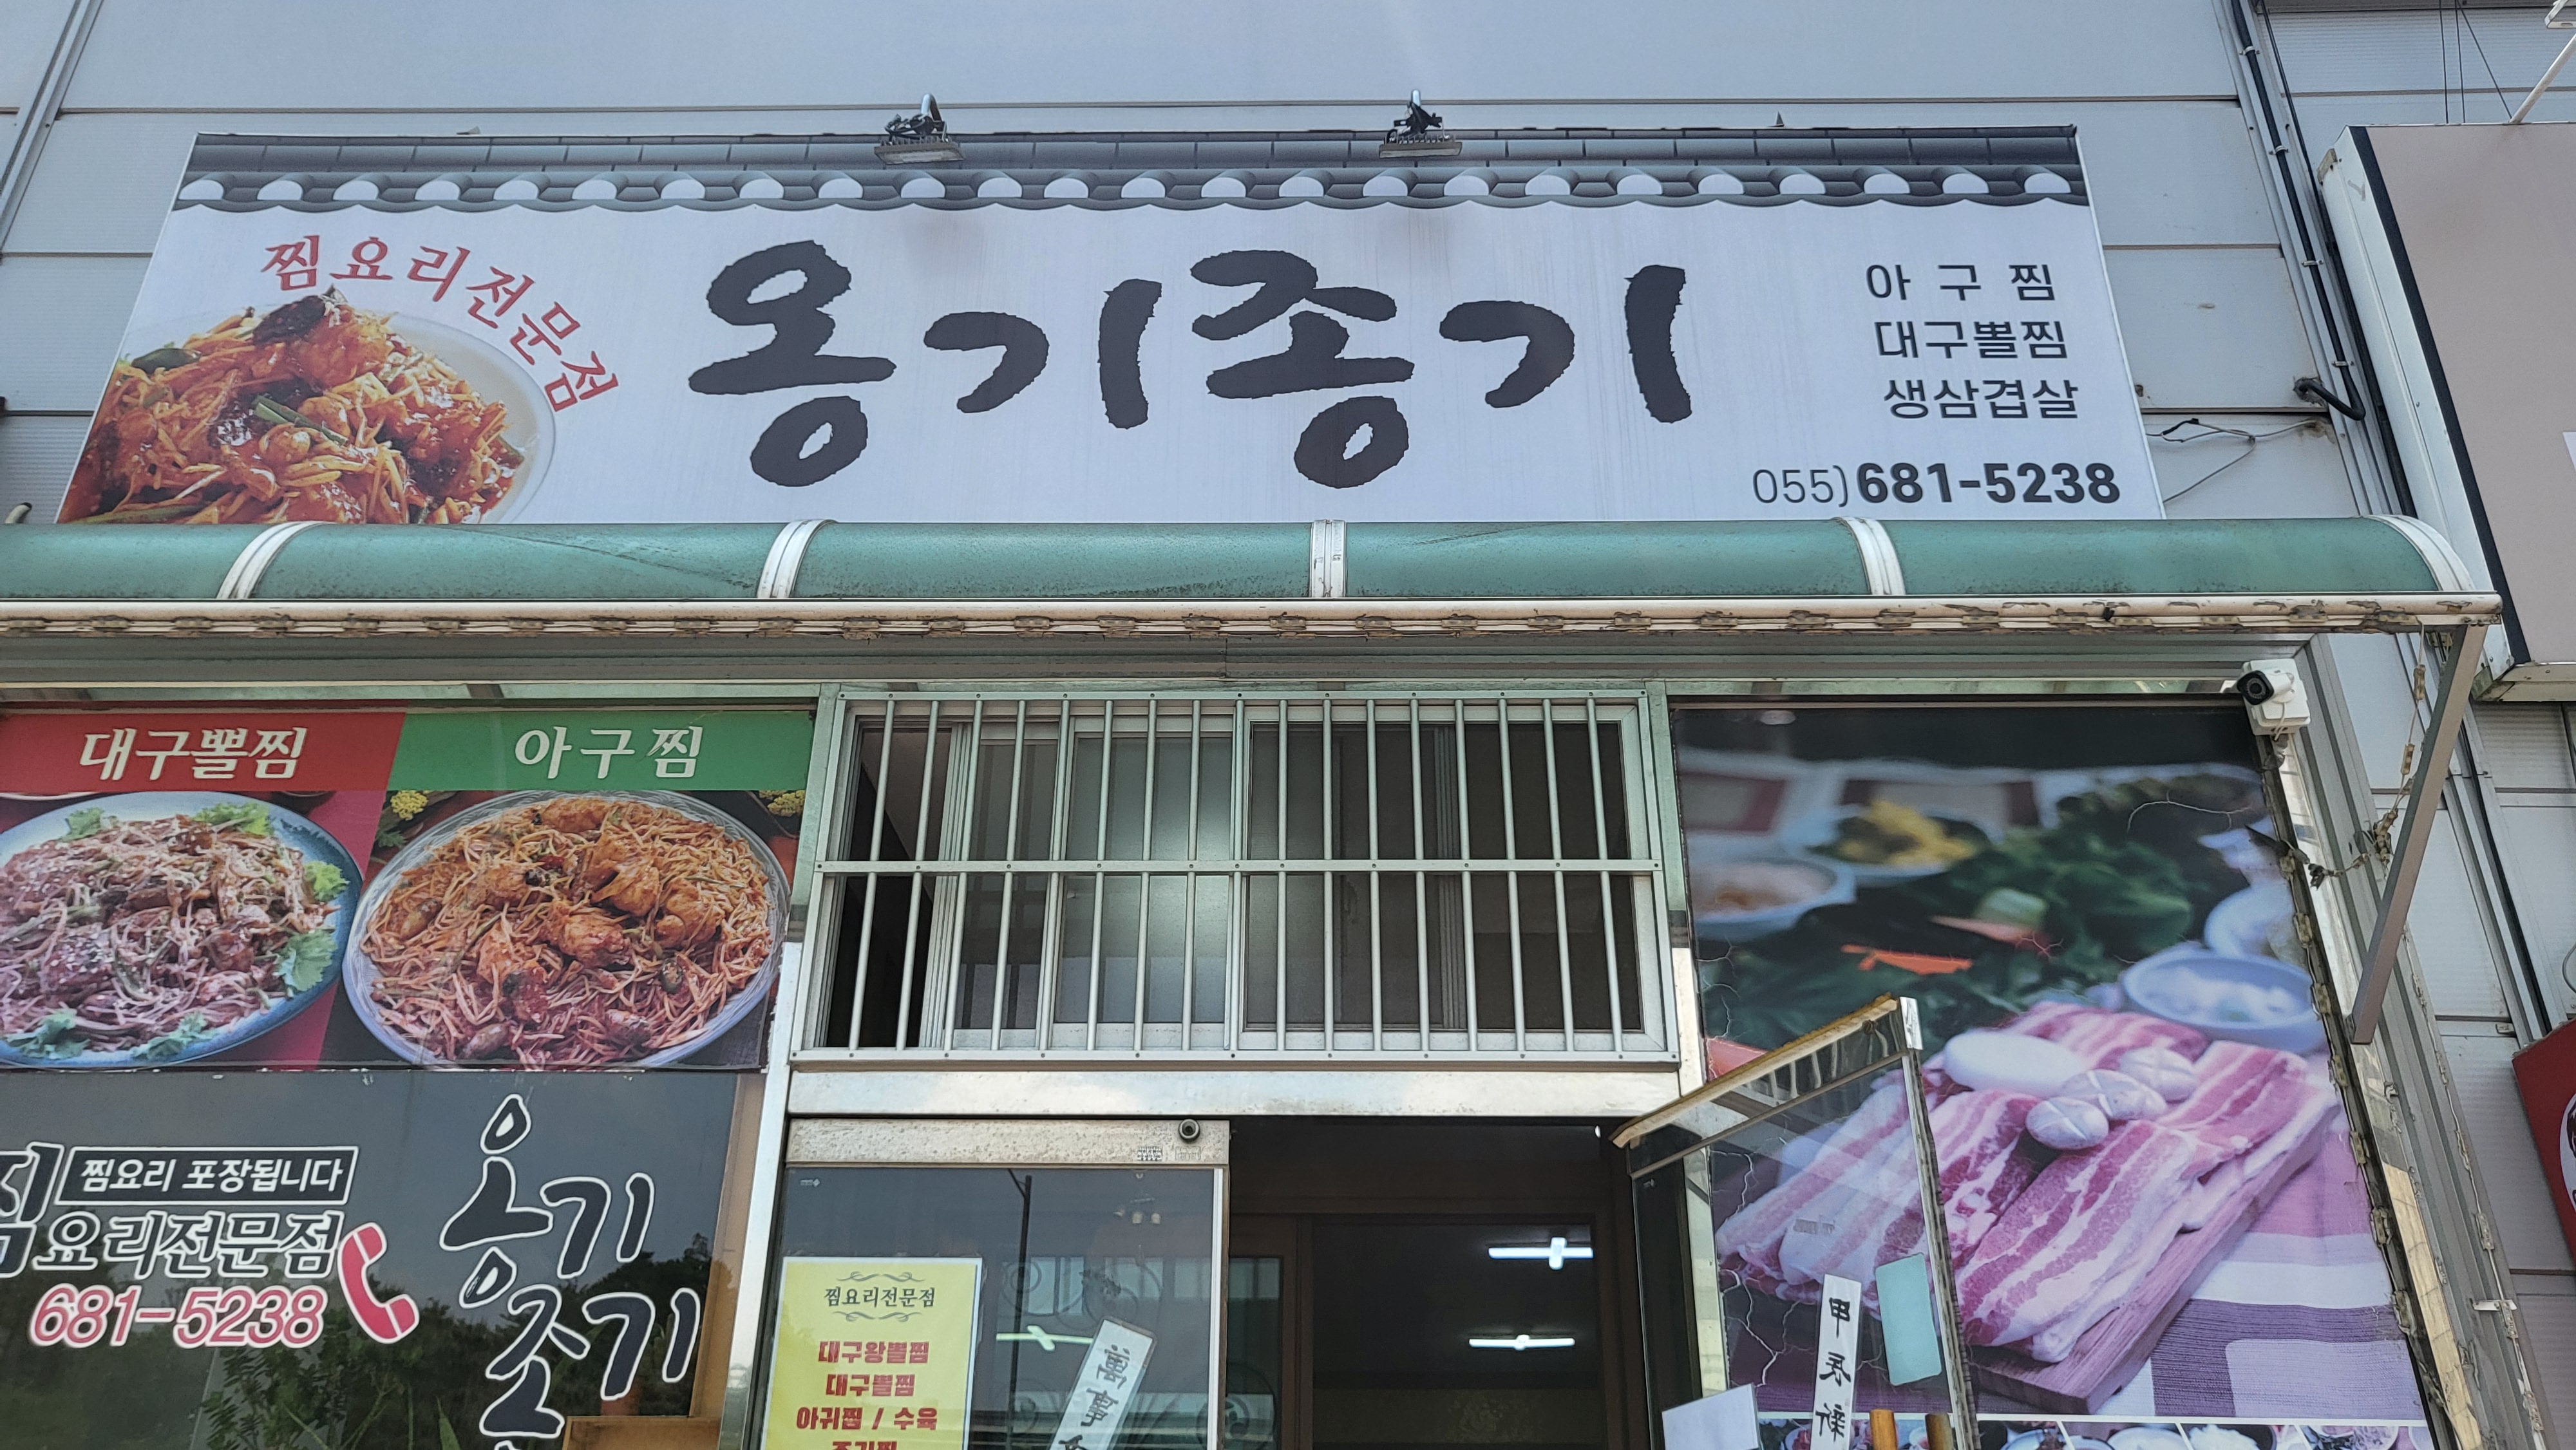 찜요리전문점
옹기종기
아구찜
대구뽈찜
생삼겹살
055)681-5238
대구뽈찜
아구찜
찜요리 포장됩니다
찜요리전문점
681-5238
옹기
종기
찜요리전문점
대구왕뽈찜
대구뽈찜
아귀찜 / 수육